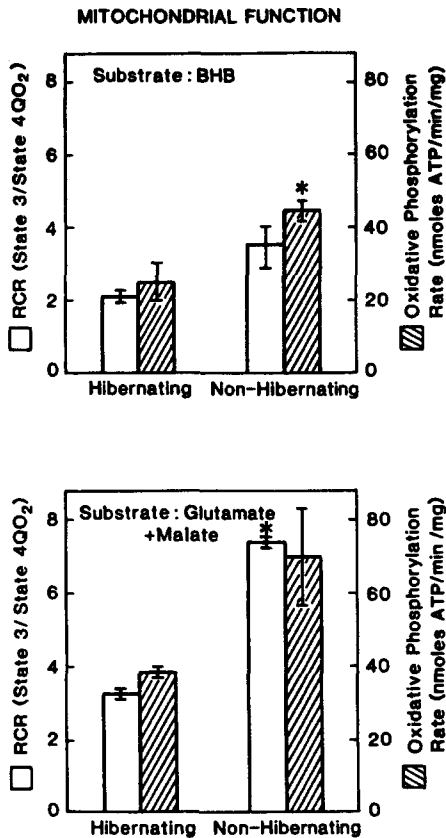 MITOCHONDRIAL FUNCTION
Substrate : BHB
RCR (State 3/State 4QO2)
8
6
4
2
0
*
80
60
40
20
0
Oxidative Phosphorylation
Rate (nmoles ATP/min/mg)
Hibernating Non-Hibernating
Substrate : Glutamate
+Malate
RCR (State 3/ State 4QO2)
8
6
4
2
0
*
80
60
40
20
0
Oxidative Phosphorylation
Rate (nmoles ATP/min /mg)
Hibernating Non-Hibernating